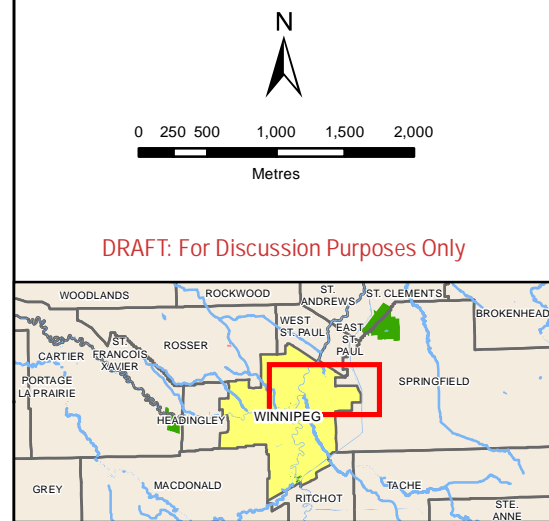 N
0 250 500 1,000 1,500 2,000
Metres
DRAFT: For Discussion Purposes Only
WOODLANDS
ROCKWOOD
ST.
ANDREWS
ST. CLEMENTS
BROKENHEAD
WEST
ST. PAUL
EAST
ST.
PAUL
ROSSER
ST.
FRANCOIS
XAVIER
CARTIER
PORTAGE
LA PRAIRIE
SPRINGFIELD
HEADINGLEY
WINNIPEG
GREY
MACDONALD
RITCHOT
TACHE
STE.
ANNE